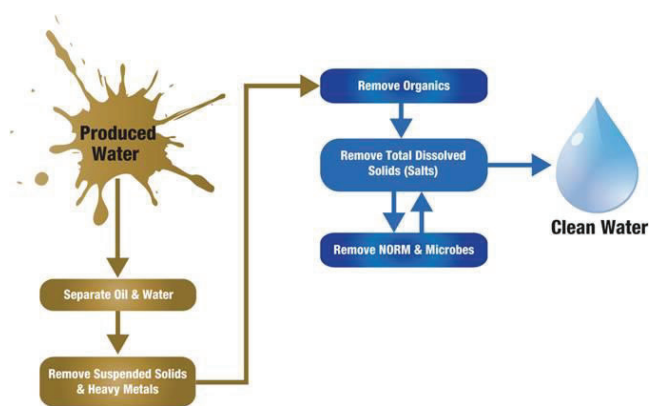 Produced
Water
Separate Oil & Water
Remove Suspended Solids
& Heavy Metals
Remove Organics
Remove Total Dissolved
Solids (Salts)
Remove NORM & Microbes
Clean Water